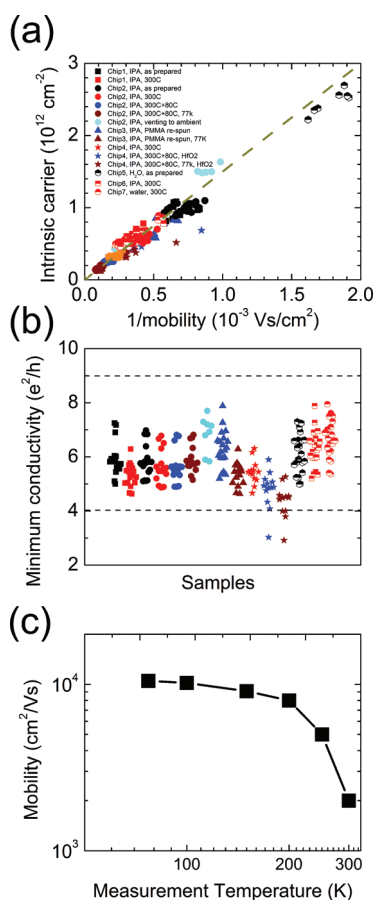 (a)
Intrinsic carrier (10^12 cm^-2)
3
2
1
0
Chip1, IPA, as prepared
Chip1, IPA, 300C
Chip2, IPA, as prepared
Chip2, IPA, 300C
Chip2, IPA, 300C+80C
Chip2, IPA, 300C+80C, 77k
Chip2, IPA, venting to ambient
Chip3, IPA, PMMA re-spun
Chip3, IPA, PMMA re-spun, 77K
Chip4, IPA, 300C
Chip4, IPA, 300C+80C, HfO2
Chip4, IPA, 300C+80C, 77k, HfO2
Chip5, H2O, as prepared
Chip6, IPA, 300C
Chip7, water, 300C
0.0 0.5 1.0 1.5 2.0
1/mobility (10^-3 Vs/cm^2)
(b)
Minimum conductivity (e^2/h)
10
8
6
4
2
Samples
(c)
Mobility (cm^2/Vs)
10^4
10^3
100 200 300
Measurement Temperature (K)